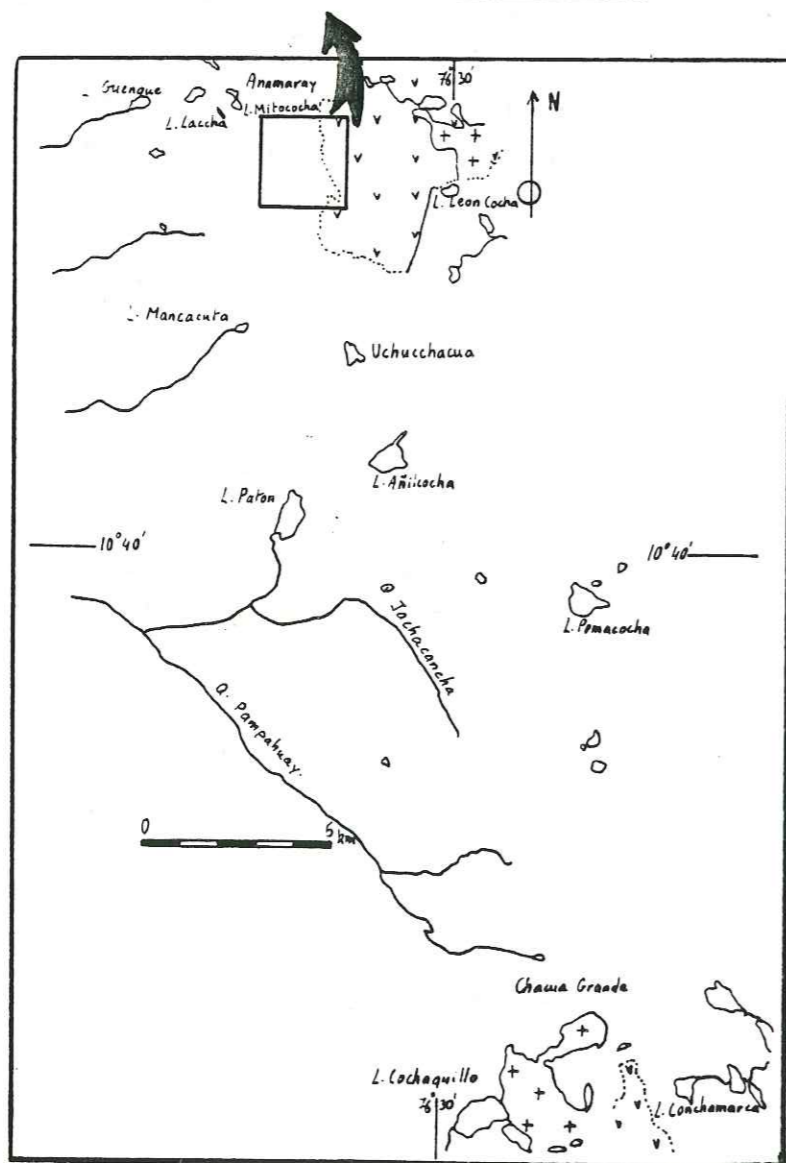 Guenque
Anamaray
76° 30'
L. Mitococha
L. Laccha
N
L. Leon Cocha
L. Mancacuta
Uchucchacua
L. Añilcocha
L. Paton
10° 40'
10° 40'
Q Jachacancha
L. Pomacocha
Q. Pampahuay.
0 5 km
Chacua Grande
L. Cochaquillo
76° 30'
L. Conchamarca